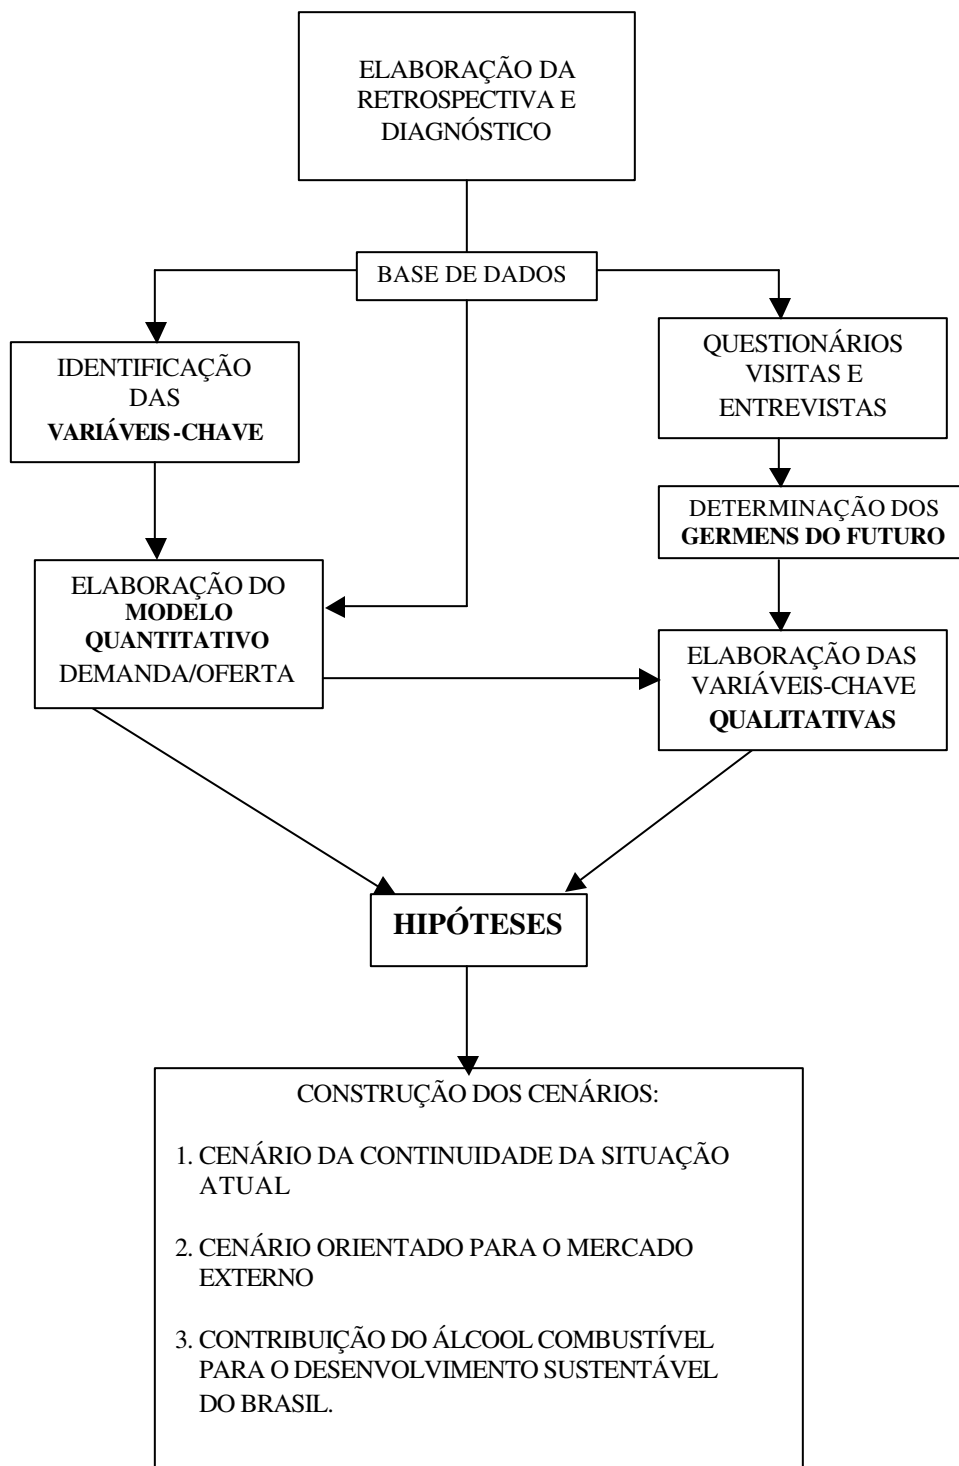 ELABORAÇÃO DA
RETROSPECTIVA E
DIAGNÓSTICO
BASE DE DADOS
IDENTIFICAÇÃO
DAS
VARIÁVEIS-CHAVE
QUESTIONÁRIOS
VISITAS E
ENTREVISTAS
DETERMINAÇÃO DOS
GERMENS DO FUTURO
ELABORAÇÃO DO
MODELO
QUANTITATIVO
DEMANDA/OFERTA
ELABORAÇÃO DAS
VARIÁVEIS-CHAVE
QUALITATIVAS
HIPÓTESES
CONSTRUÇÃO DOS CENÁRIOS:
1. CENÁRIO DA CONTINUIDADE DA SITUAÇÃO
ATUAL
2. CENÁRIO ORIENTADO PARA O MERCADO
EXTERNO
3. CONTRIBUIÇÃO DO ÁLCOOL COMBUSTÍVEL
PARA O DESENVOLVIMENTO SUSTENTÁVEL
DO BRASIL.